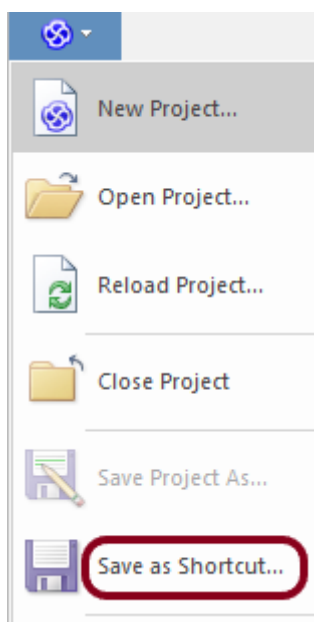 New Project...
Open Project...
Reload Project...
Close Project
Save Project As...
Save as Shortcut...